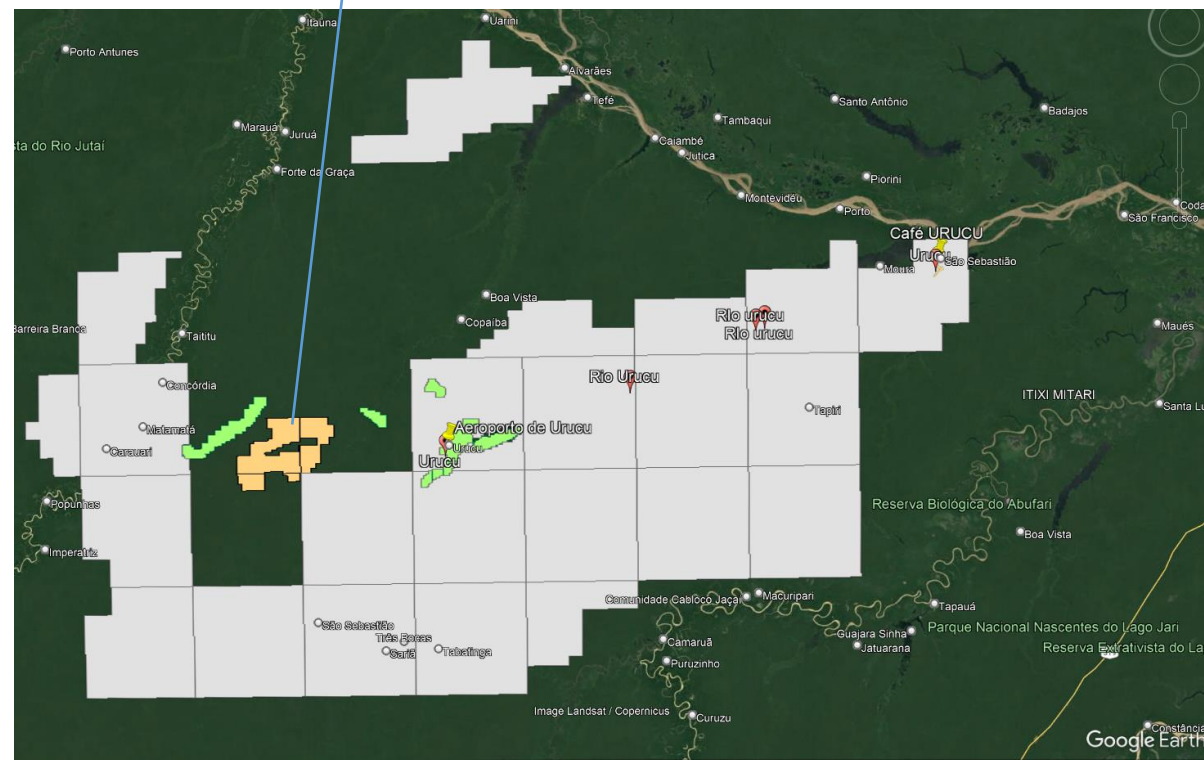 Itauna
Uarini
Porto Antunes
Alvarães
Tefé
Santo Antônio
Badajos
Tambaqui
Marauá
Juruá
Caiambé
Jutica
sta do Rio Jutaí
Forte da Graça
Piorini
Montevidéu
Porto
Coda
São Francisco
Café URUCU
Urucu
São Sebastião
Moura
Boa Vista
RIo urucu
RIo urucu
Copaíba
Barreira Branca
Taititu
Maués
Rio Urucu
Concórdia
ITIXI MITARI
Tapiri
Santa Lu
Matamatá
Aeroporto de Urucu
Carauari
Urucu
Urucu
Popunhas
Reserva Biológica do Abufari
Boa Vista
Imperatriz
Comunidade Cabloco Jaçai
Macuripari
Tapauá
São Sebastião
Três Bocas
Sariã
Tabatinga
Camaruã
Guajara Sinha
Parque Nacional Nascentes do Lago Jari
Jatuarana
Reserva Extrativista do La
Puruzinho
Image Landsat / Copernicus
Curuzu
Constância
Google Earth